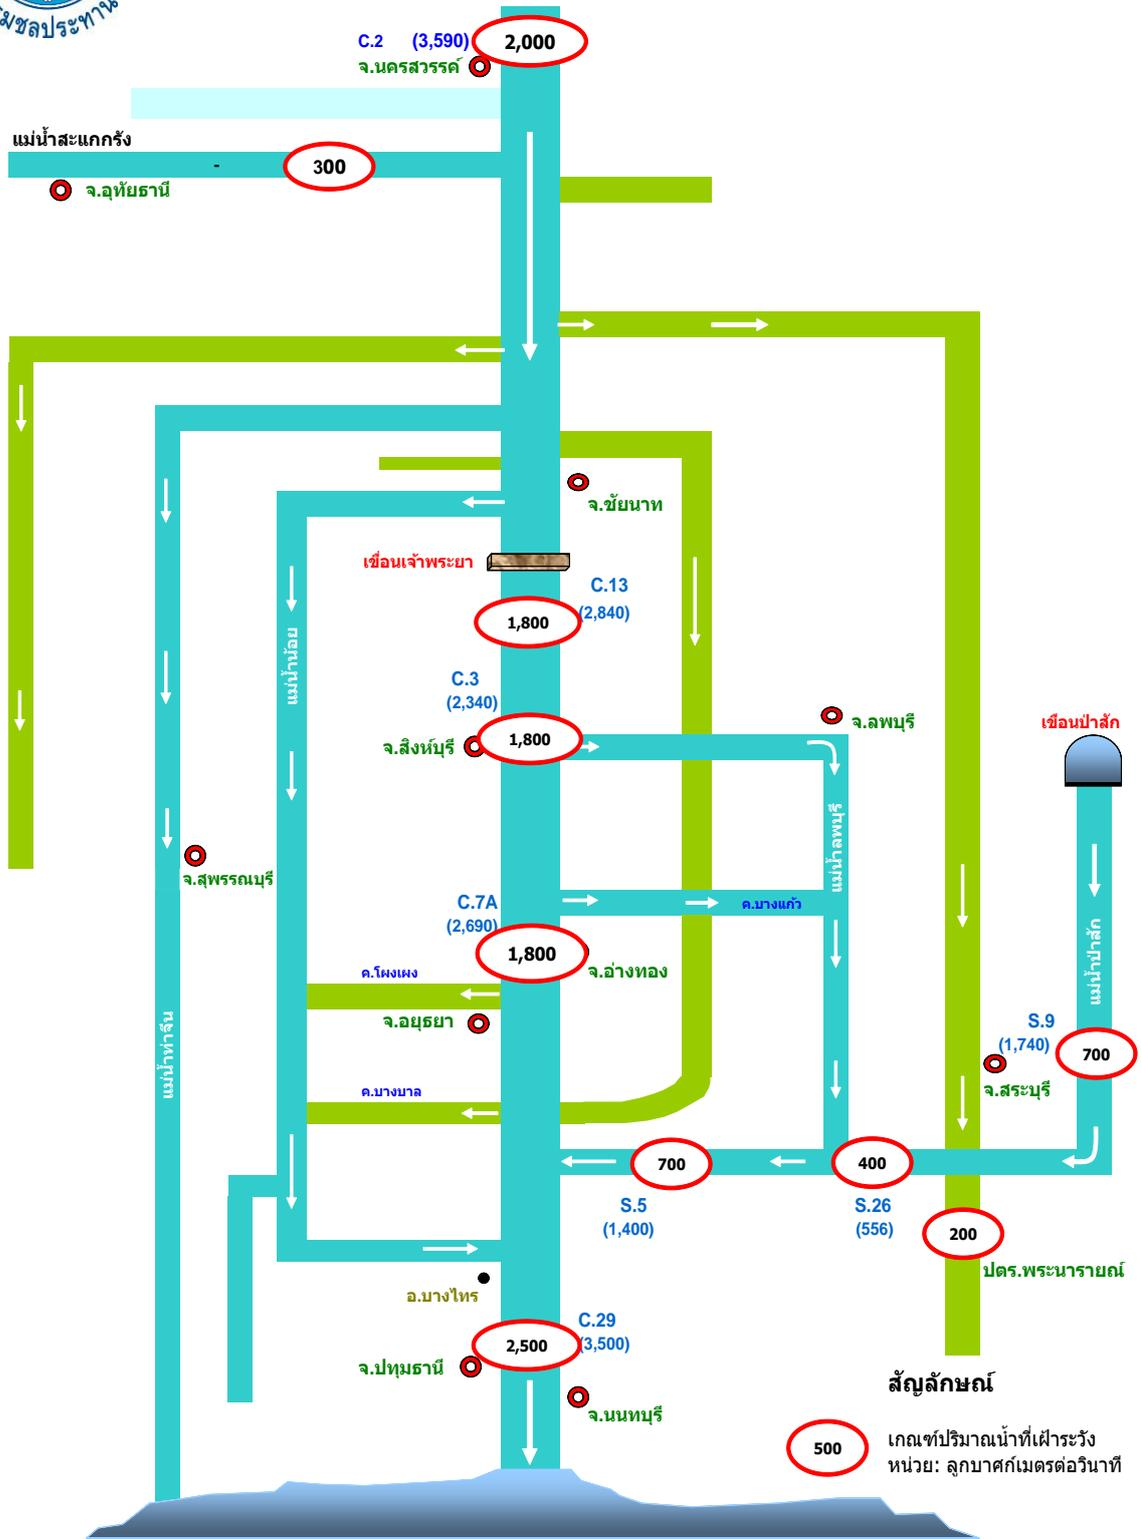 C.2 (3,590) 2,000
จ.นครสวรรค์
แม่น้ำสะแกกรัง
- 300
จ.อุทัยธานี
จ.ชัยนาท
เขื่อนเจ้าพระยา
C.13
1,800 (2,840)
แม่น้ำน้อย
C.3
(2,340)
จ.สิงห์บุรี 1,800
จ.ลพบุรี
เขื่อนป่าสัก
แม่น้ำลพบุรี
จ.สุพรรณบุรี
C.7A
(2,690)
ค.บางแก้ว
1,800
จ.อ่างทอง
แม่น้ำป่าสัก
ค.โผงเผง
จ.อยุธยา
S.9
(1,740) 700
แม่น้ำท่าจีน
จ.สระบุรี
ค.บางบาล
700 400
S.5
(1,400)
S.26
(556)
200
ปตร.พระนารายณ์
อ.บางไทร
C.29
2,500 (3,500)
จ.ปทุมธานี
จ.นนทบุรี
สัญลักษณ์
500
เกณฑ์ปริมาณน้ำที่เฝ้าระวัง
หน่วย: ลูกบาศก์เมตรต่อวินาที